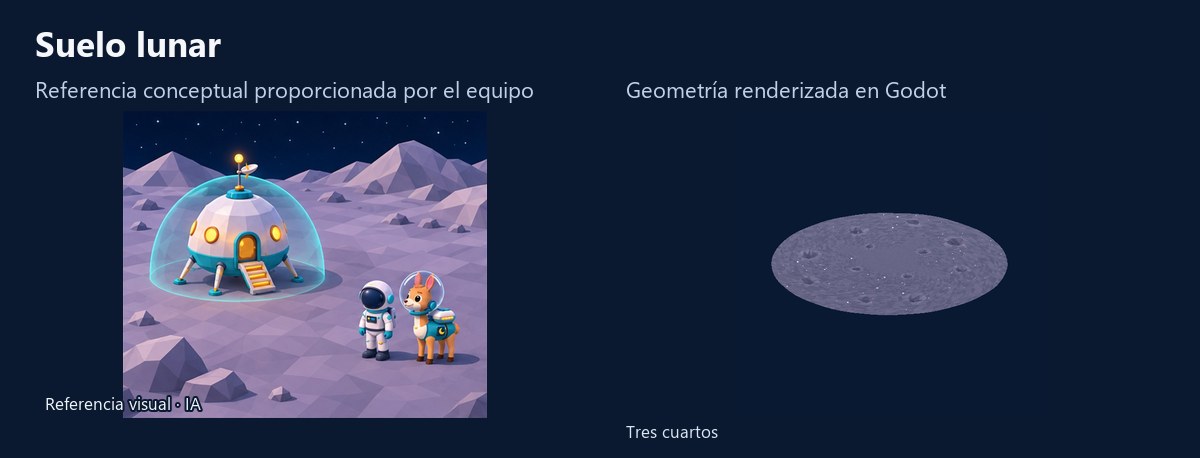 Suelo lunar
Referencia conceptual proporcionada por el equipo
Geometría renderizada en Godot
Referencia visual · IA
Tres cuartos